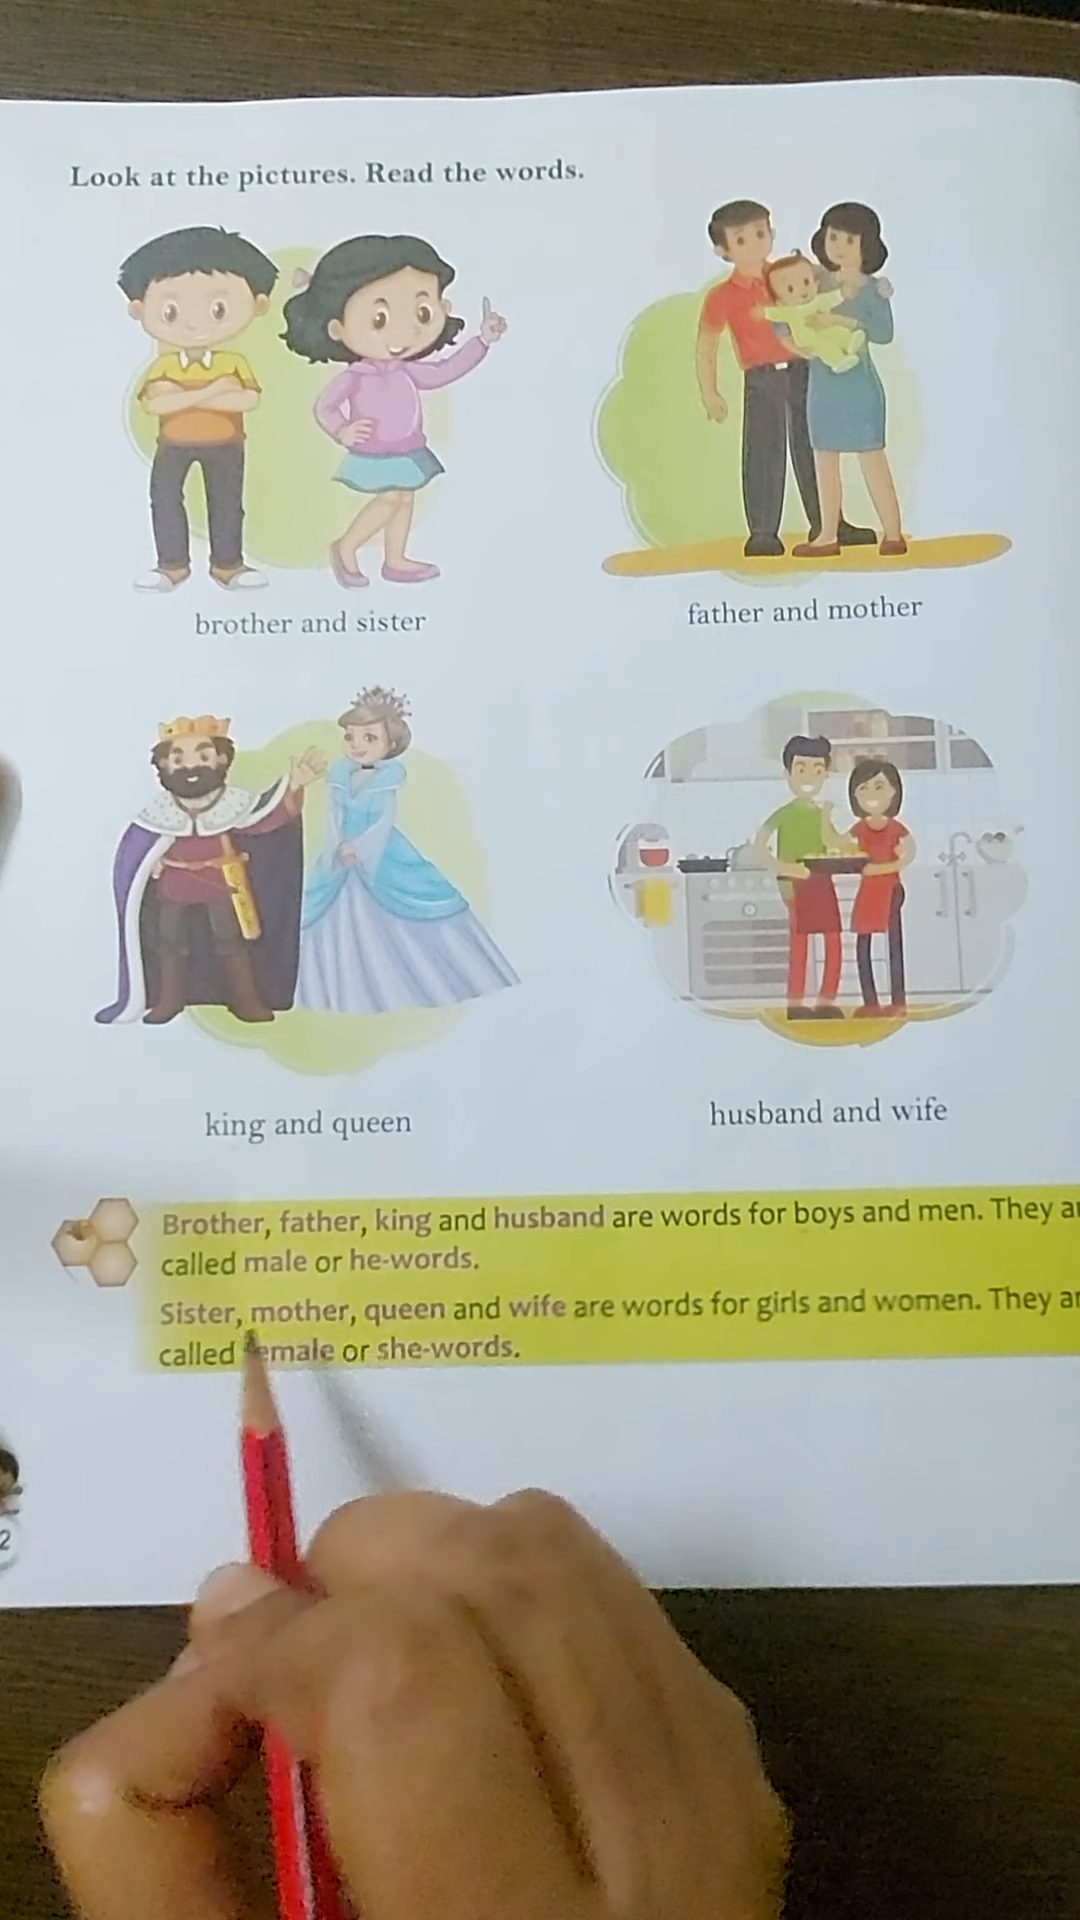 Look at the pictures. Read the words.
brother and sister
father and mother
king and queen
husband and wife
Brother, father, king and husband are words for boys and men. They
called male or he-words.
Sister, mother, queen and wife are words for girls and women. They
called female or she-words.
2